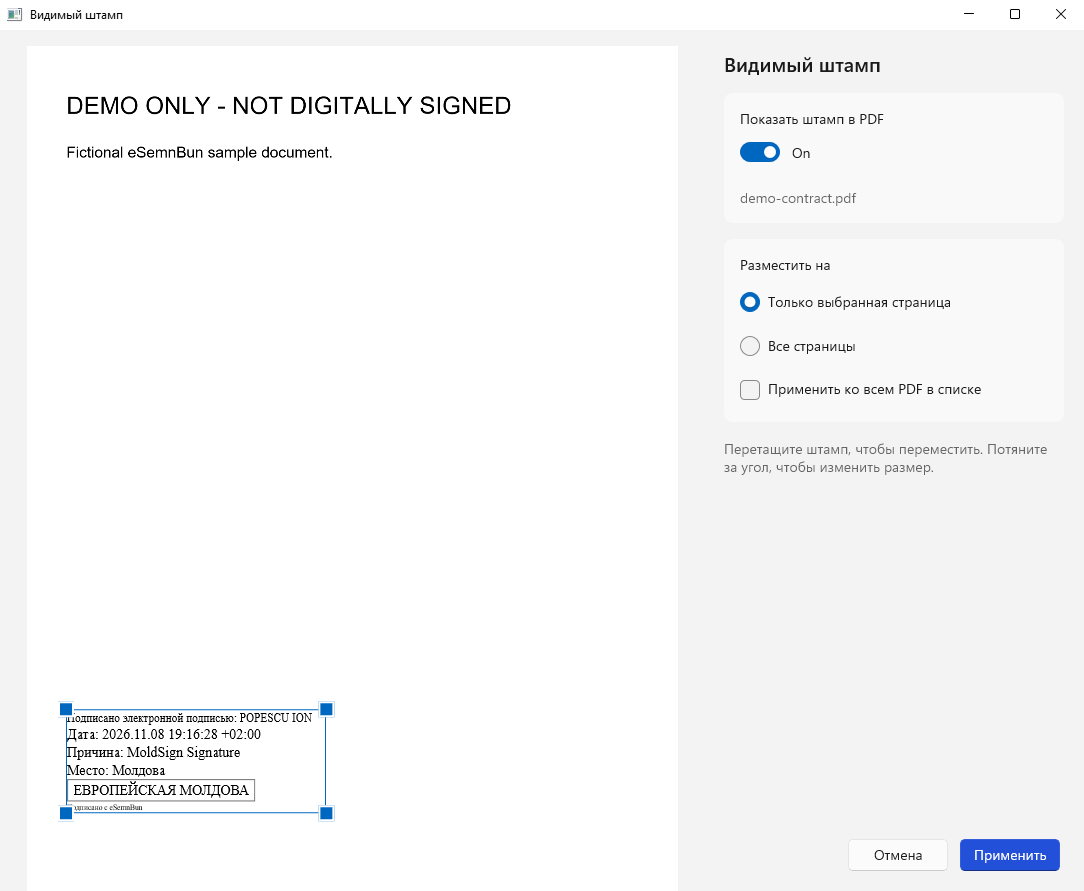 Видимый штамп
DEMO ONLY - NOT DIGITALLY SIGNED
Fictional eSemnBun sample document.
Подписано электронной подписью: POPESCU ION
Дата: 2026.11.08 19:16:28 +02:00
Причина: MoldSign Signature
Место: Молдова
ЕВРОПЕЙСКАЯ МОЛДОВА
Подписано с eSemnBun
Видимый штамп
Показать штамп в PDF
On
demo-contract.pdf
Разместить на
Только выбранная страница
Все страницы
Применить ко всем PDF в списке
Перетащите штамп, чтобы переместить. Потяните
за угол, чтобы изменить размер.
Отмена
Применить